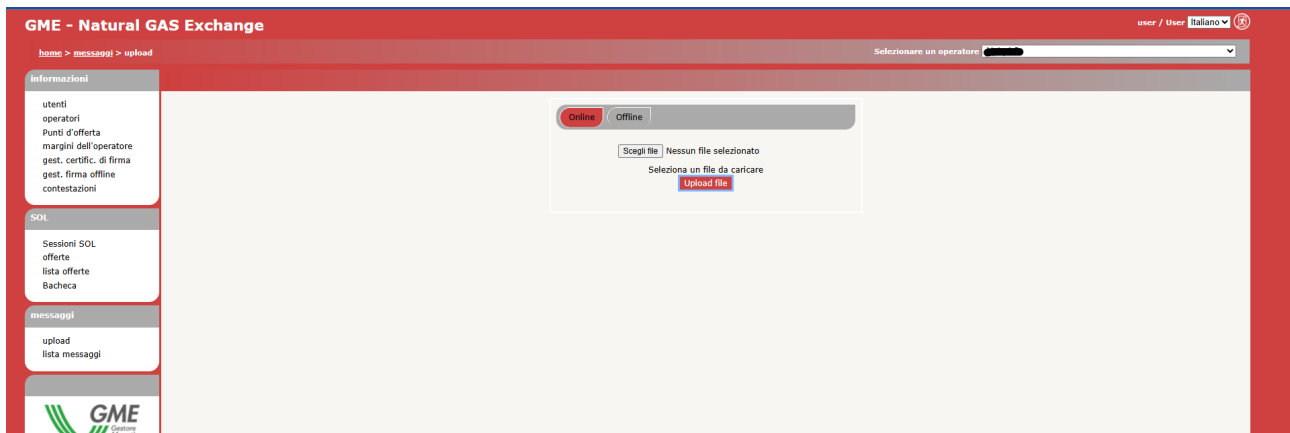 GME - Natural GAS Exchange
user / User Italiano
home > messaggi > upload
Selezionare un operatore
informazioni
utenti
operatori
Punti d'offerta
margini dell'operatore
gest. certific. di firma
gest. firma offline
contestazioni
Online Offline
Scegli file Nessun file selezionato
Seleziona un file da caricare
Upload file
SOL
Sessioni SOL
offerte
lista offerte
Bacheca
messaggi
upload
lista messaggi
GME
Gestore